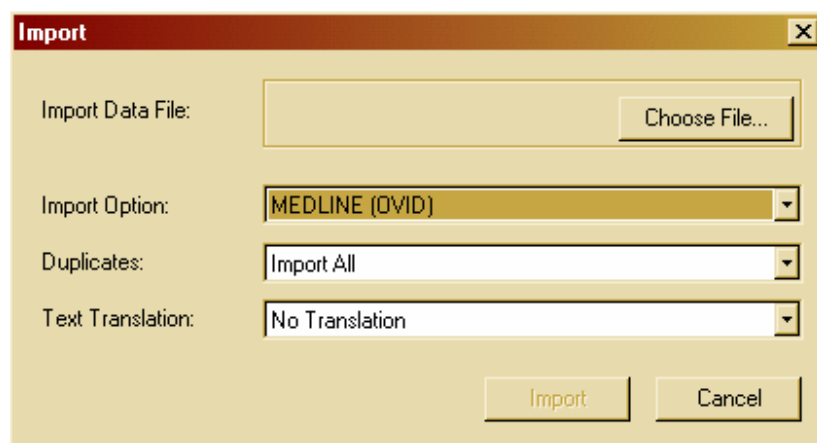 Import
Import Data File:
Choose File...
Import Option:
MEDLINE (OVID)
Duplicates:
Import All
Text Translation:
No Translation
Import
Cancel